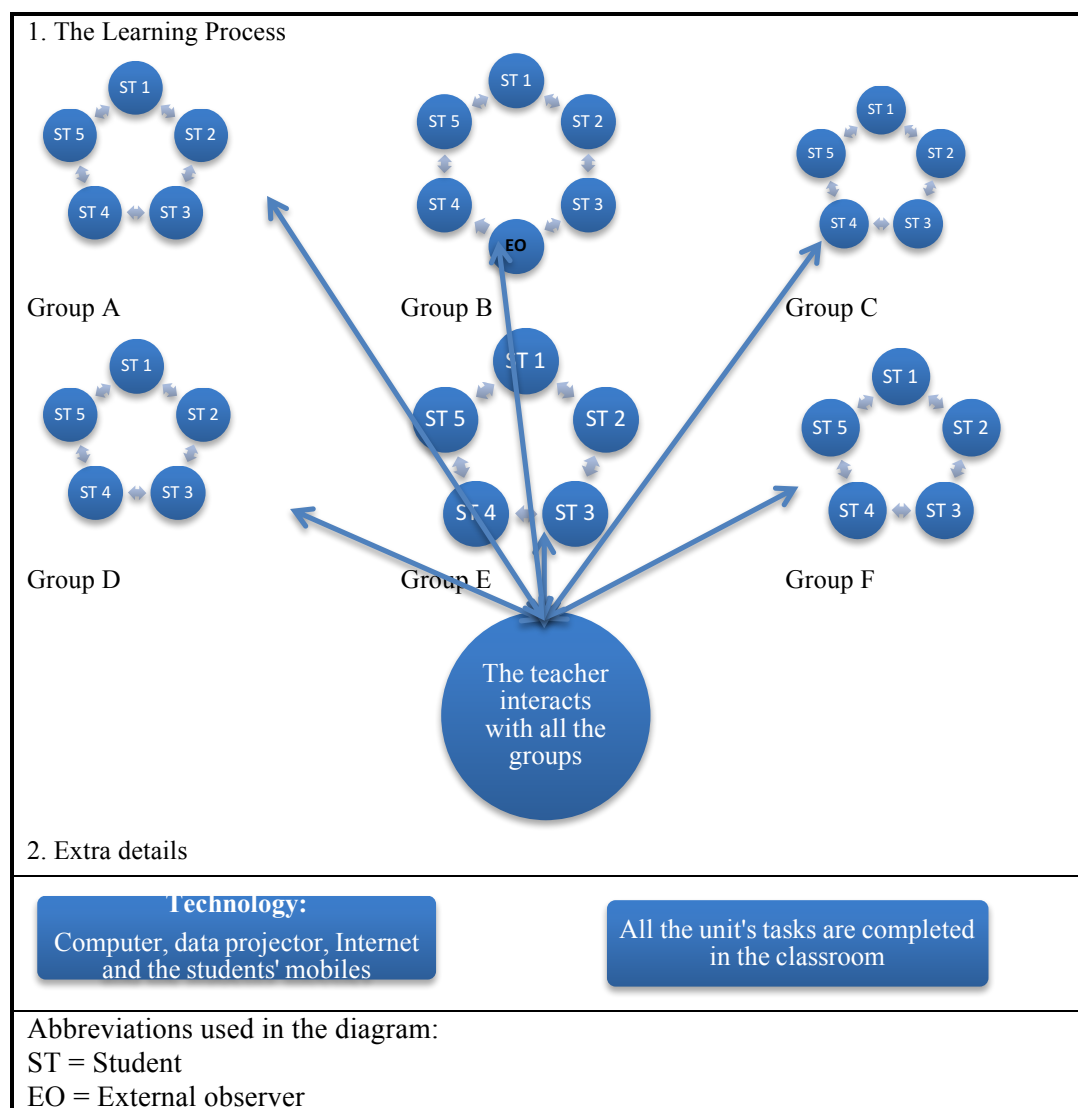 1. The Learning Process
ST 1
ST 2
ST 3
ST 4
ST 5
ST 1
ST 2
ST 3
EO
ST 4
ST 5
ST 1
ST 2
ST 3
ST 4
ST 5
Group A
Group B
Group C
ST 1
ST 2
ST 3
ST 4
ST 5
ST 1
ST 2
ST 3
ST 4
ST 5
ST 1
ST 2
ST 3
ST 4
ST 5
Group D
Group E
Group F
The teacher
interacts
with all the
groups
2. Extra details
Technology:
Computer, data projector, Internet
and the students' mobiles
All the unit's tasks are completed
in the classroom
Abbreviations used in the diagram:
ST = Student
EO = External observer